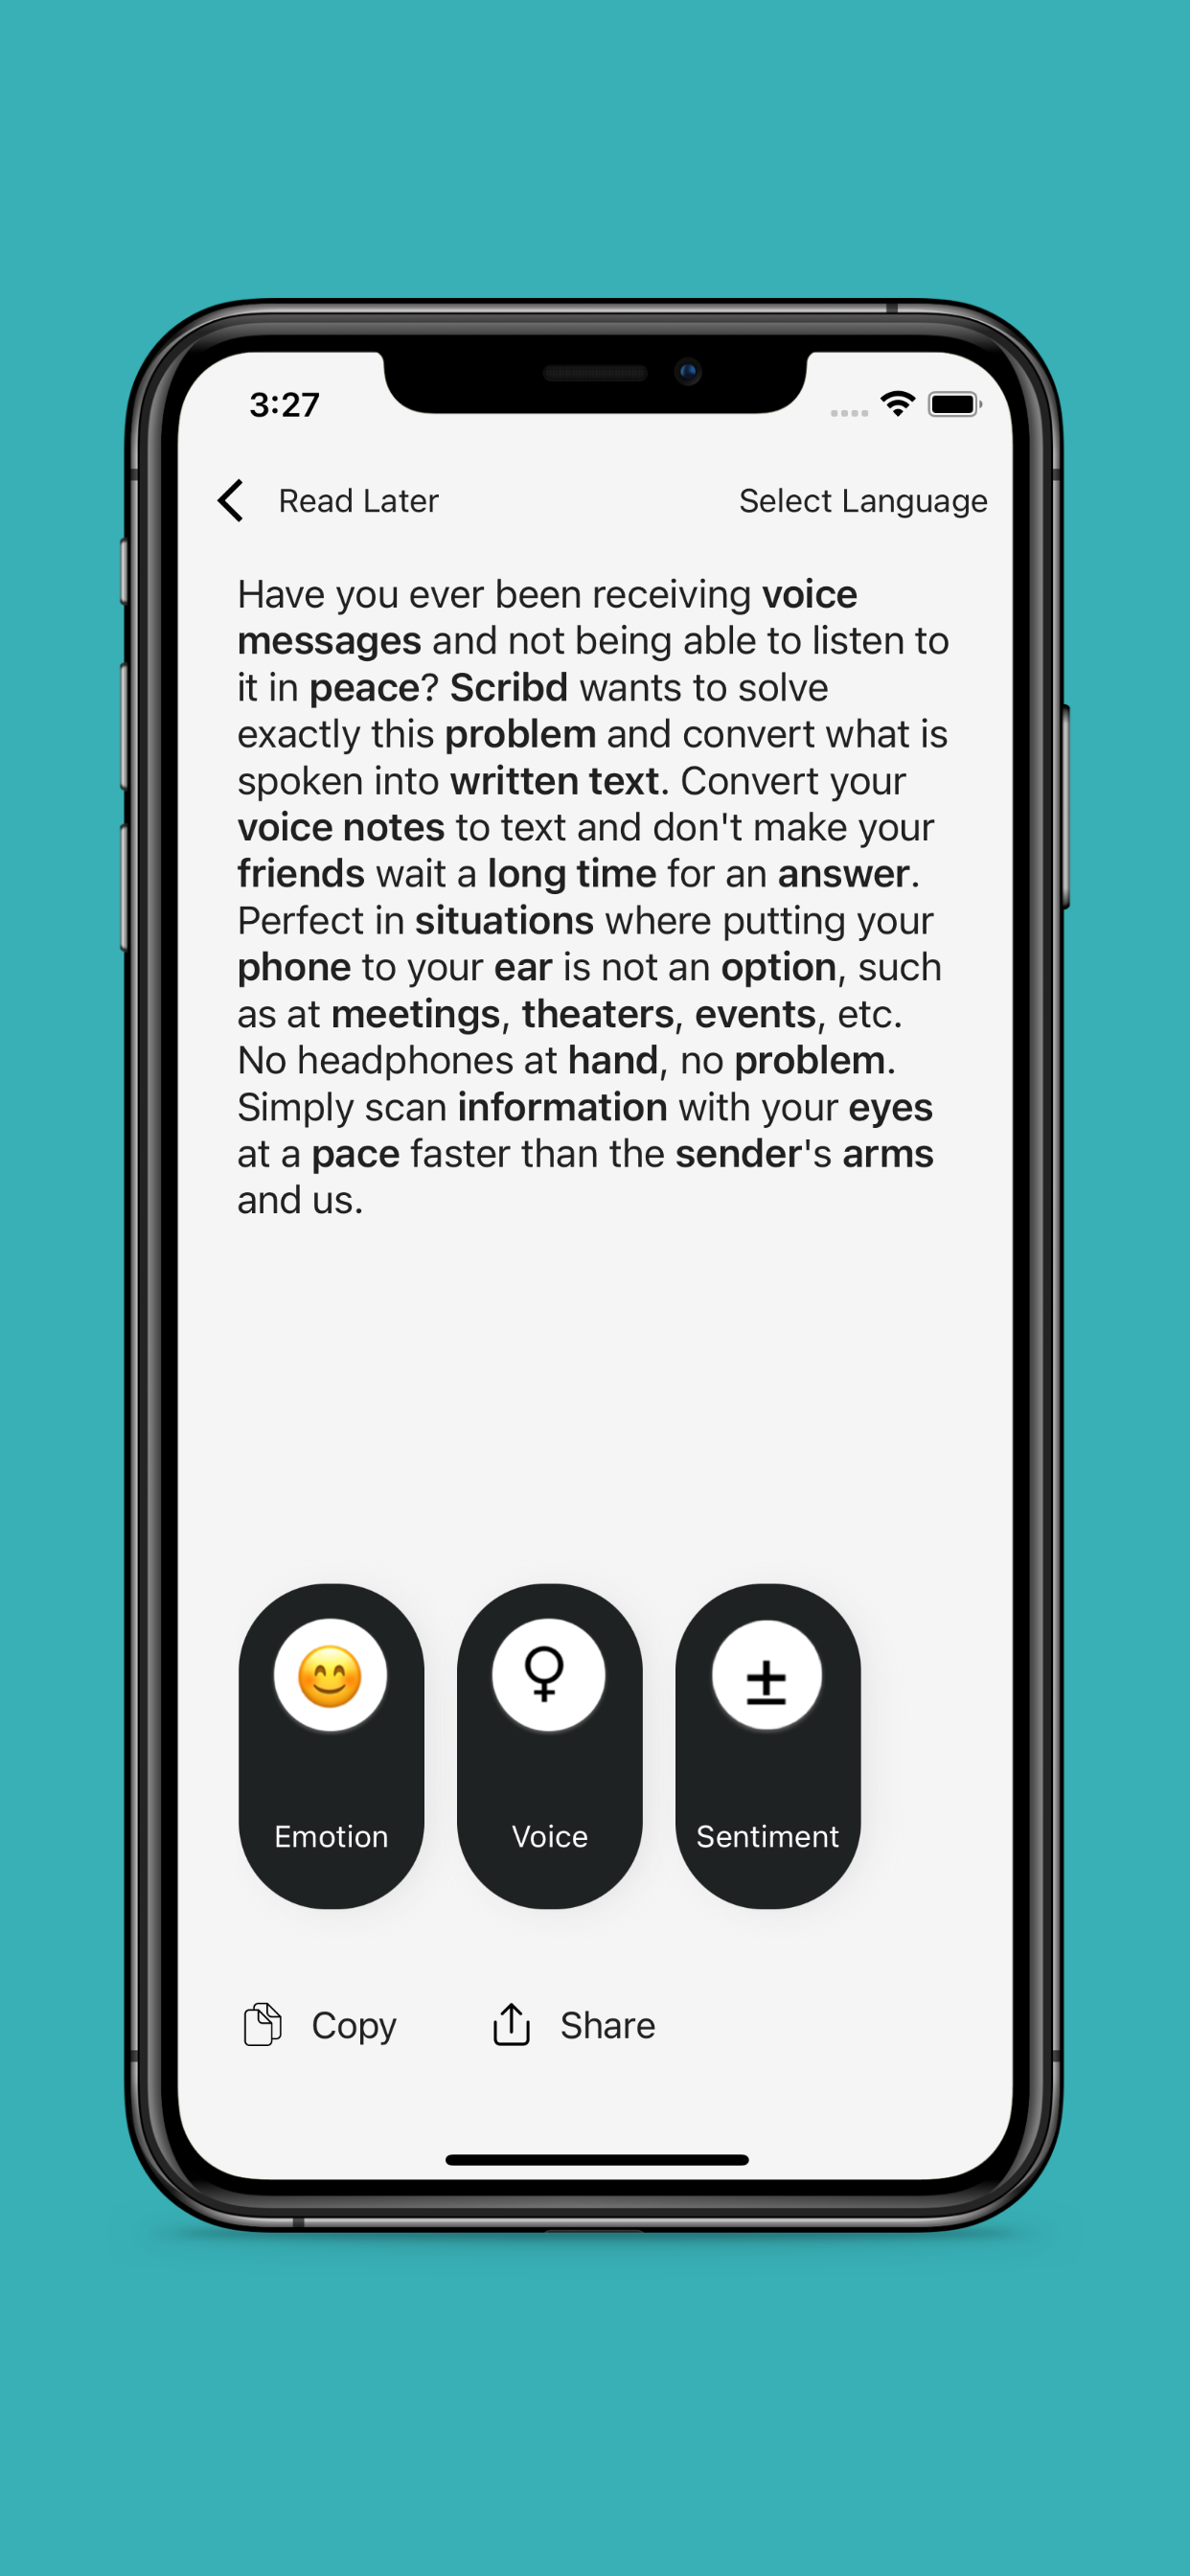 3:27
Read Later
Select Language
Have you ever been receiving voice
messages and not being able to listen to
it in peace? Scribd wants to solve
exactly this problem and convert what is
spoken into written text. Convert your
voice notes to text and don't make your
friends wait a long time for an answer.
Perfect in situations where putting your
phone to your ear is not an option, such
as at meetings, theaters, events, etc.
No headphones at hand, no problem.
Simply scan information with your eyes
at a pace faster than the sender's arms
and us.
Emotion
Voice
Sentiment
Copy
Share